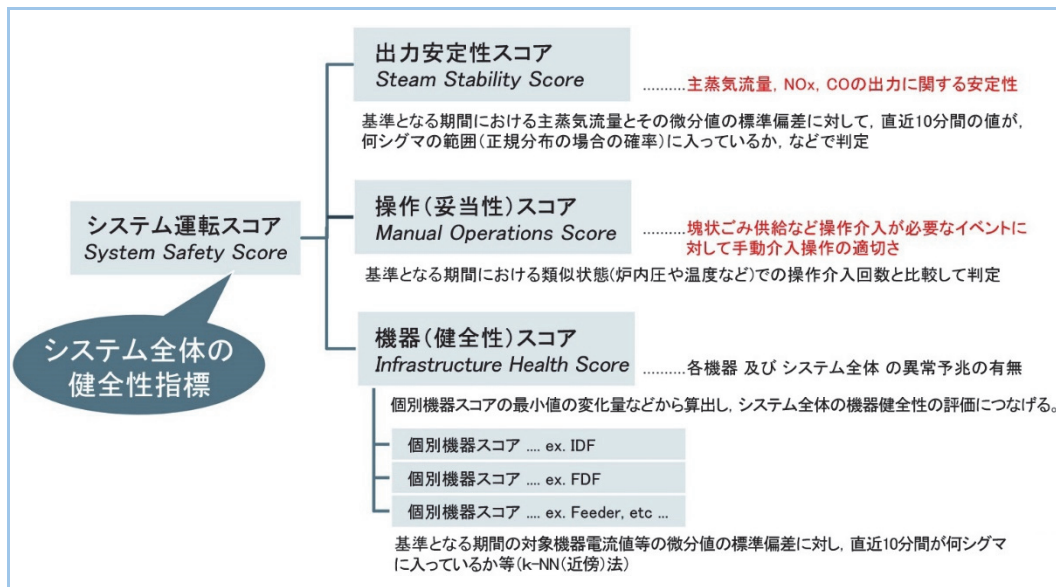 出力安定性スコア
Steam Stability Score
..........主蒸気流量, NOx, COの出力に関する安定性
基準となる期間における主蒸気流量とその微分値の標準偏差に対して, 直近10分間の値が,
何シグマの範囲(正規分布の場合の確率)に入っているか, などで判定
システム運転スコア
System Safety Score
システム全体の
健全性指標
操作(妥当性)スコア
Manual Operations Score
..........塊状ごみ供給など操作介入が必要なイベントに
対して手動介入操作の適切さ
基準となる期間における類似状態(炉内圧や温度など)での操作介入回数と比較して判定
機器(健全性)スコア
Infrastructure Health Score
..........各機器 及び システム全体 の異常予兆の有無
個別機器スコアの最小値の変化量などから算出し, システム全体の機器健全性の評価につなげる。
個別機器スコア .... ex. IDF
個別機器スコア .... ex. FDF
個別機器スコア .... ex. Feeder, etc ...
基準となる期間の対象機器電流値等の微分値の標準偏差に対し, 直近10分間が何シグマ
に入っているか等(k-NN(近傍)法)